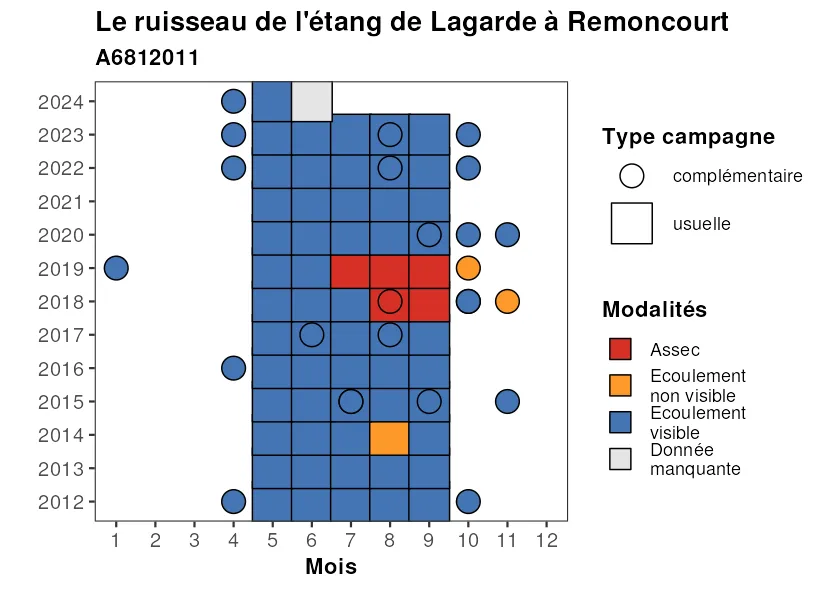 Le ruisseau de l'étang de Lagarde à Remoncourt
A6812011
2024
2023
2022
2021
2020
2019
2018
2017
2016
2015
2014
2013
2012
1 2 3 4 5 6 7 8 9 10 11 12
Mois
Type campagne
complémentaire
usuelle
Modalités
Assec
Ecoulement
non visible
Ecoulement
visible
Donnée
manquante